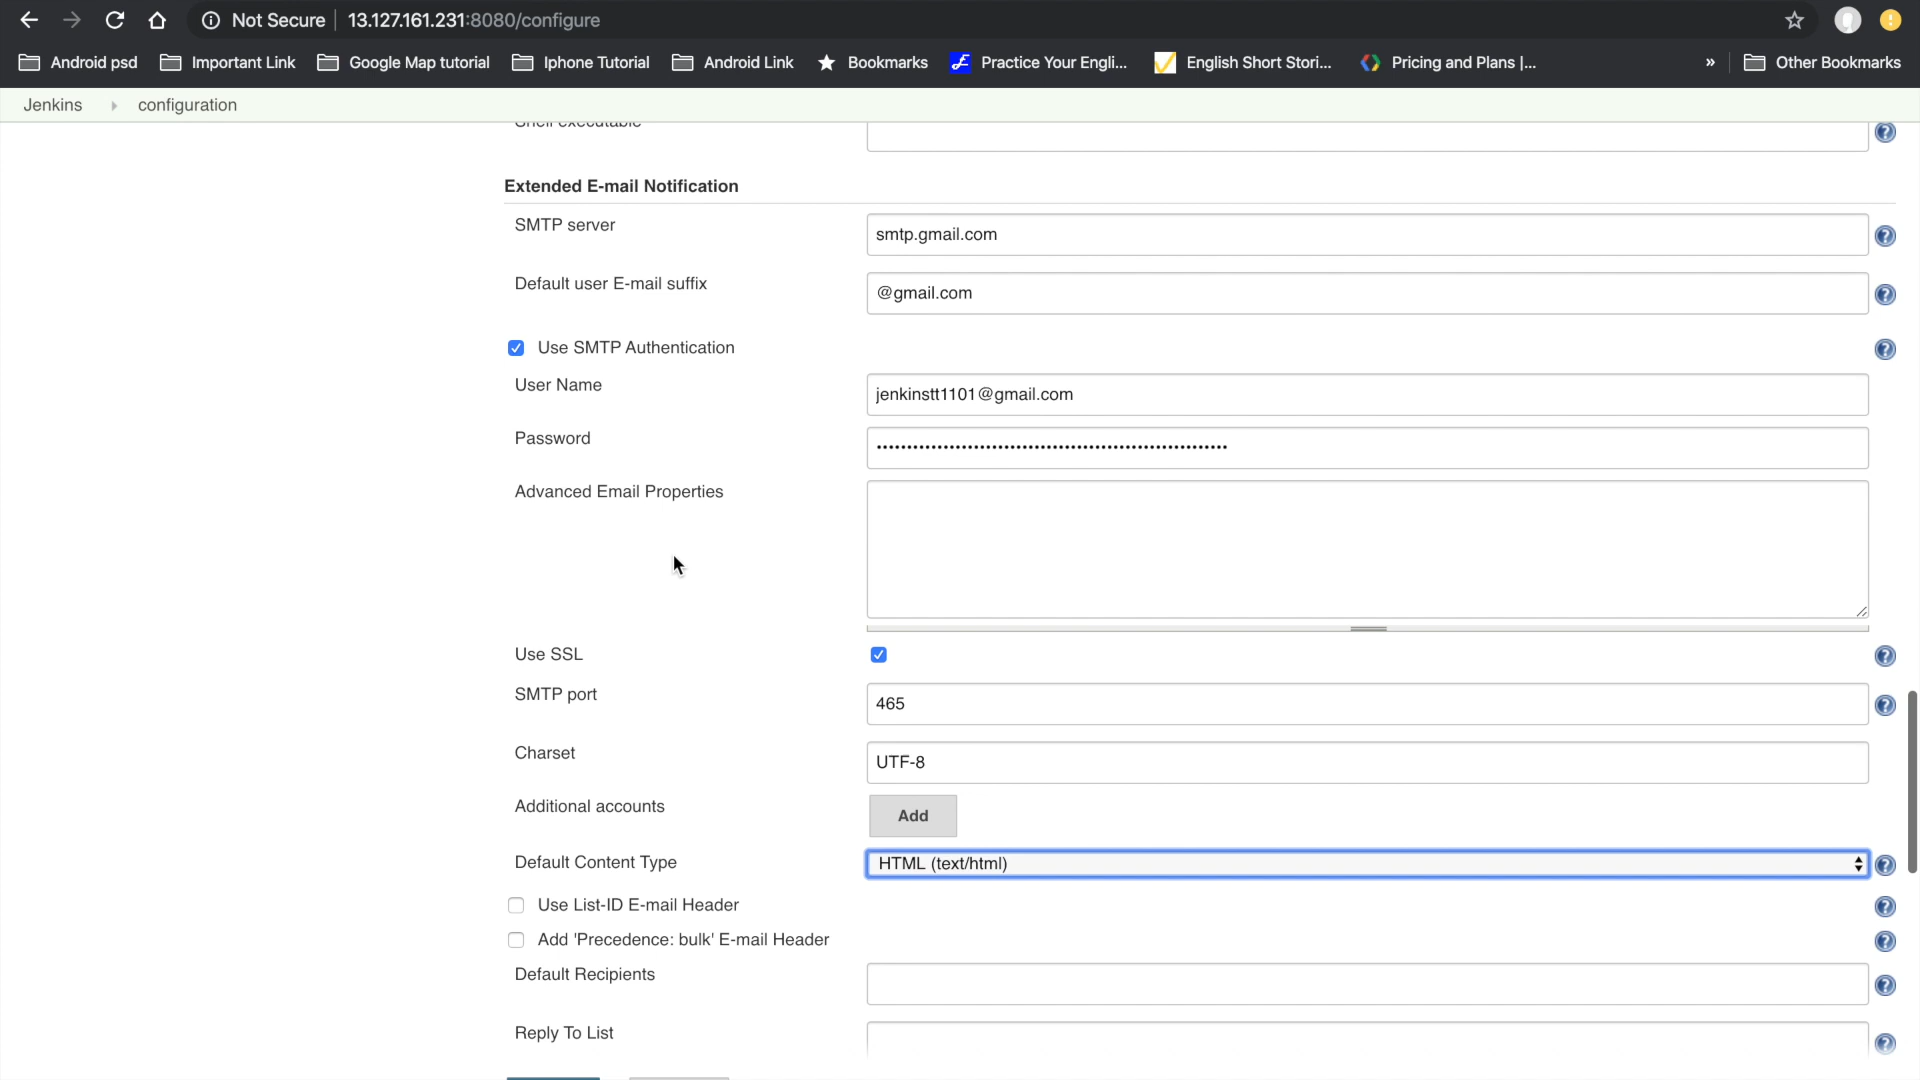 Not Secure 13.127.161.231:8080/configure
Android psd Important Link Google Map tutorial Iphone Tutorial Android Link Bookmarks Practice Your Engli... English Short Stori... Pricing and Plans |... » Other Bookmarks
Jenkins configuration
Shell executable
Extended E-mail Notification
SMTP server smtp.gmail.com
Default user E-mail suffix @gmail.com
Use SMTP Authentication
User Name jenkinstt1101@gmail.com
Password
Advanced Email Properties
Use SSL
SMTP port 465
Charset UTF-8
Additional accounts Add
Default Content Type HTML (text/html)
Use List-ID E-mail Header
Add 'Precedence: bulk' E-mail Header
Default Recipients
Reply To List